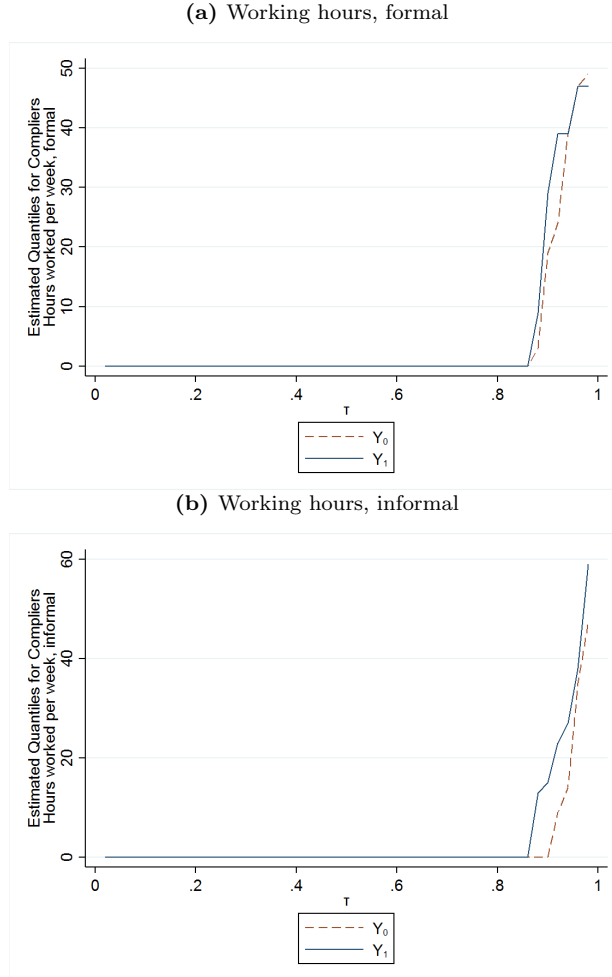 (a) Working hours, formal
Estimated Quantiles for Compliers
Hours worked per week, formal
50
40
30
20
10
0
0 .2 .4 .6 .8 1
τ
Y₀
Y₁
(b) Working hours, informal
Estimated Quantiles for Compliers
Hours worked per week, informal
60
40
20
0
0 .2 .4 .6 .8 1
τ
Y₀
Y₁